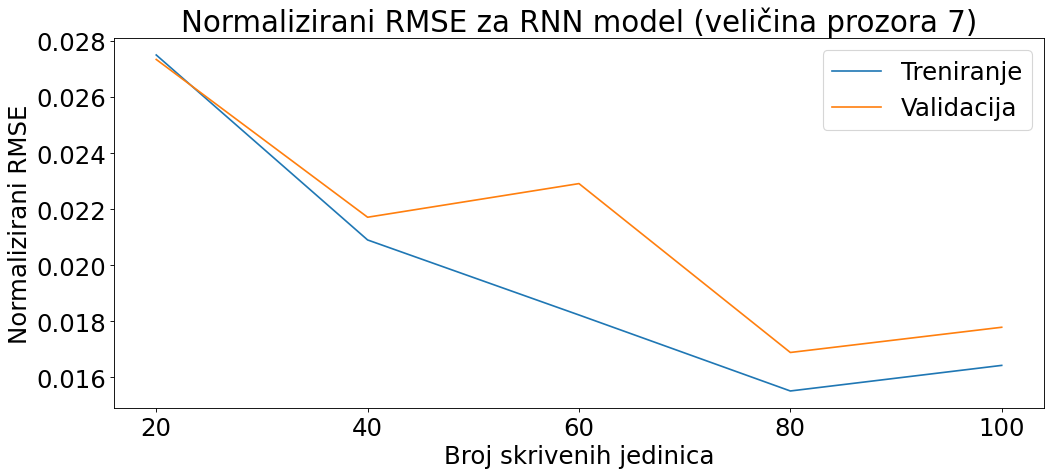 Normalizirani RMSE za RNN model (veličina prozora 7)
Treniranje
Validacija
Normalizirani RMSE
0.028
0.026
0.024
0.022
0.020
0.018
0.016
20 40 60 80 100
Broj skrivenih jedinica